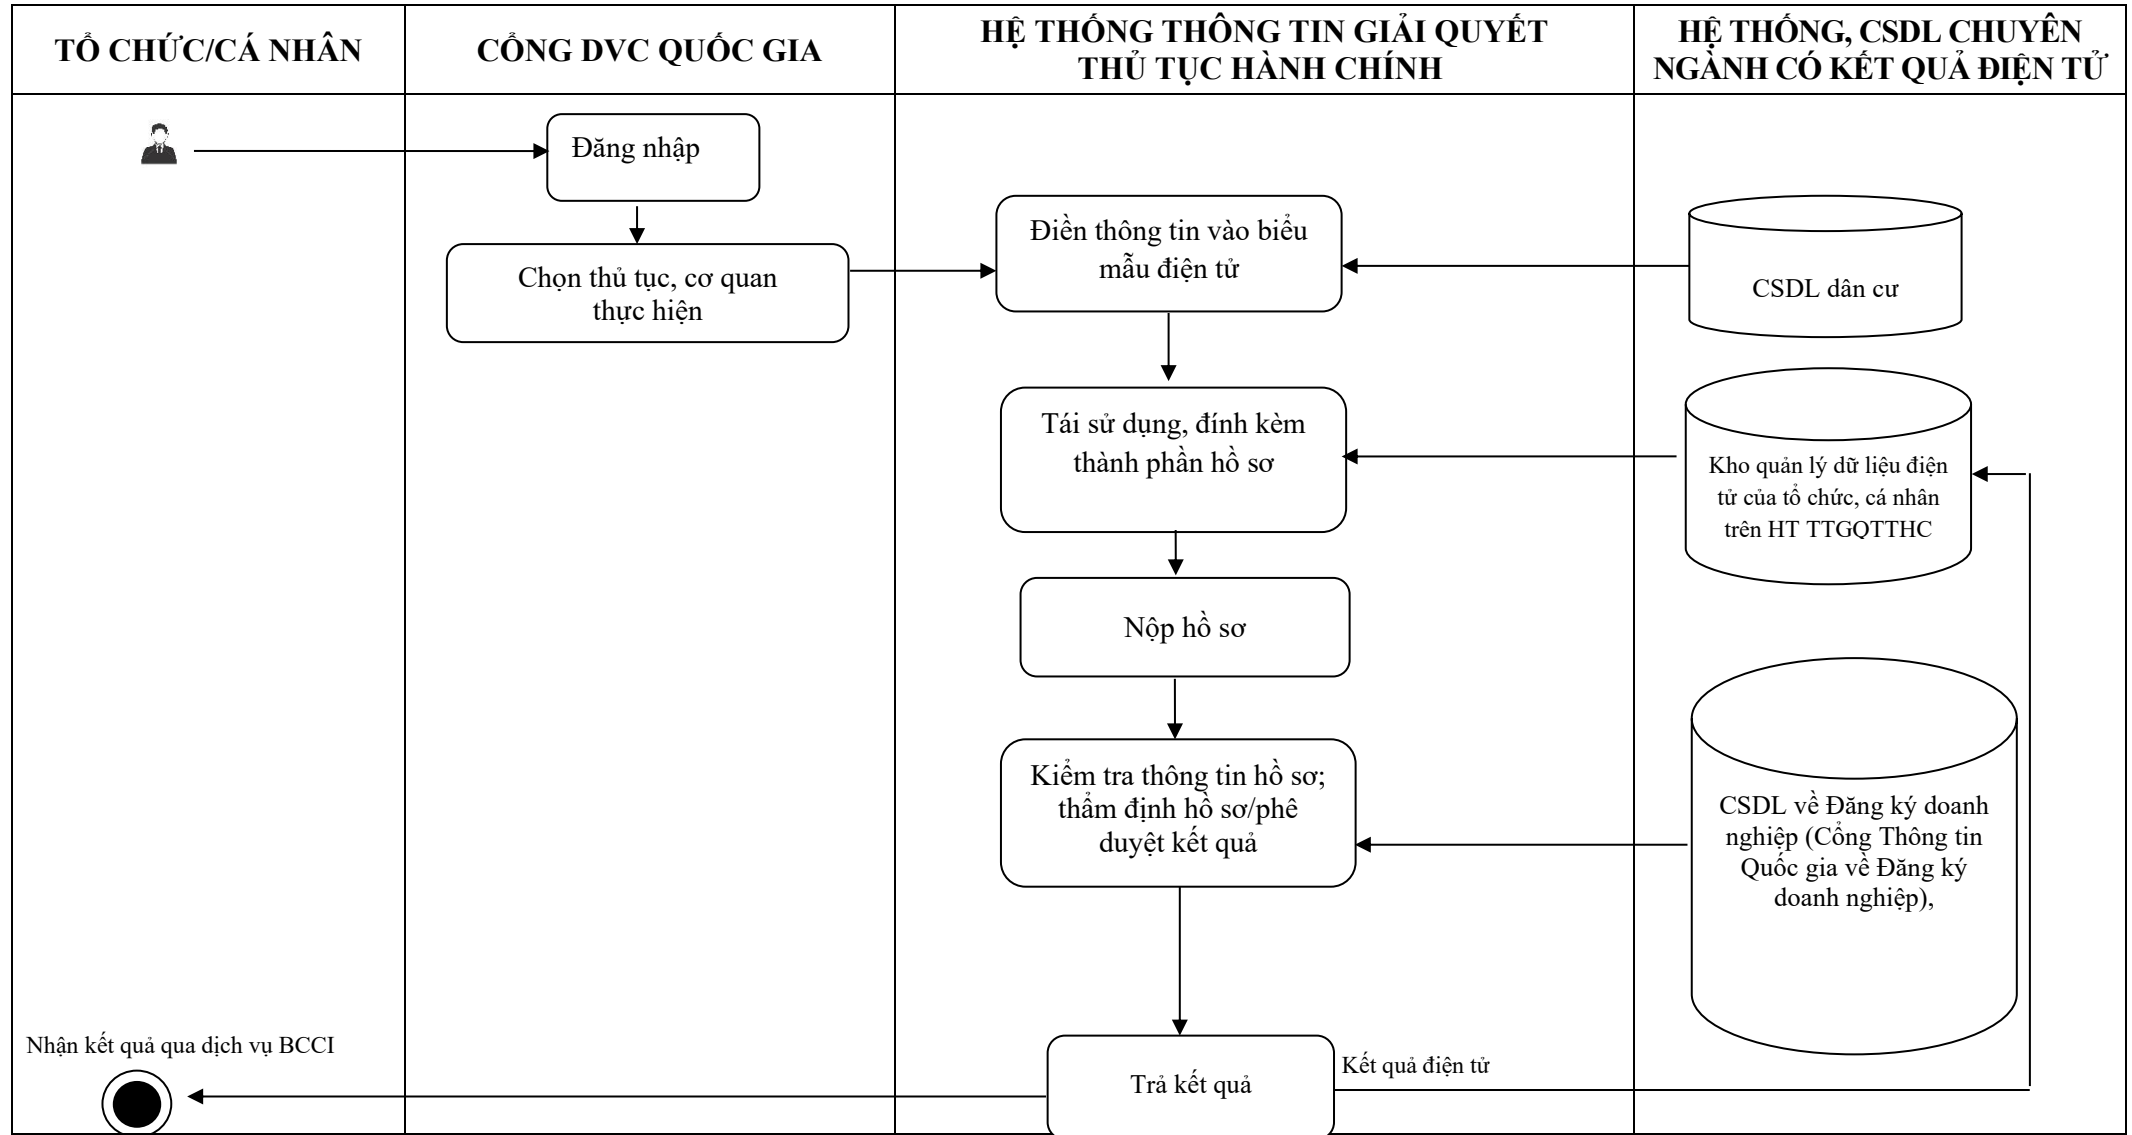 TỔ CHỨC/CÁ NHÂN
CỔNG DVC QUỐC GIA
HỆ THỐNG THÔNG TIN GIẢI QUYẾT
THỦ TỤC HÀNH CHÍNH
HỆ THỐNG, CSDL CHUYÊN
NGÀNH CÓ KẾT QUẢ ĐIỆN TỬ
Đăng nhập
Chọn thủ tục, cơ quan
thực hiện
Điền thông tin vào biểu
mẫu điện tử
CSDL dân cư
Tái sử dụng, đính kèm
thành phần hồ sơ
Kho quản lý dữ liệu điện
tử của tổ chức, cá nhân
trên HT TTGQTTHC
Nộp hồ sơ
Kiểm tra thông tin hồ sơ;
thẩm định hồ sơ/phê
duyệt kết quả
CSDL về Đăng ký doanh
nghiệp (Cổng Thông tin
Quốc gia về Đăng ký
doanh nghiệp),
Nhận kết quả qua dịch vụ BCCI
Trả kết quả
Kết quả điện tử